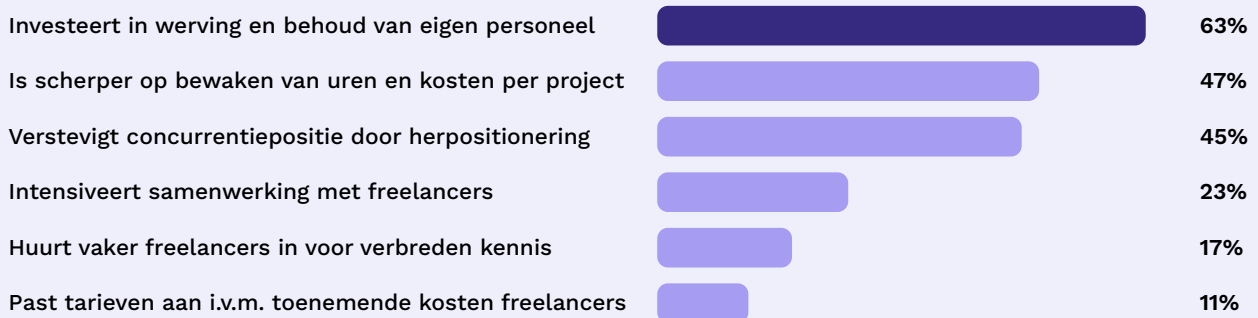 Investeert in werving en behoud van eigen personeel 63%
Is scherper op bewaken van uren en kosten per project 47%
Verstevigt concurrentiepositie door herpositionering 45%
Intensiveert samenwerking met freelancers 23%
Huurt vaker freelancers in voor verbreden kennis 17%
Past tarieven aan i.v.m. toenemende kosten freelancers 11%